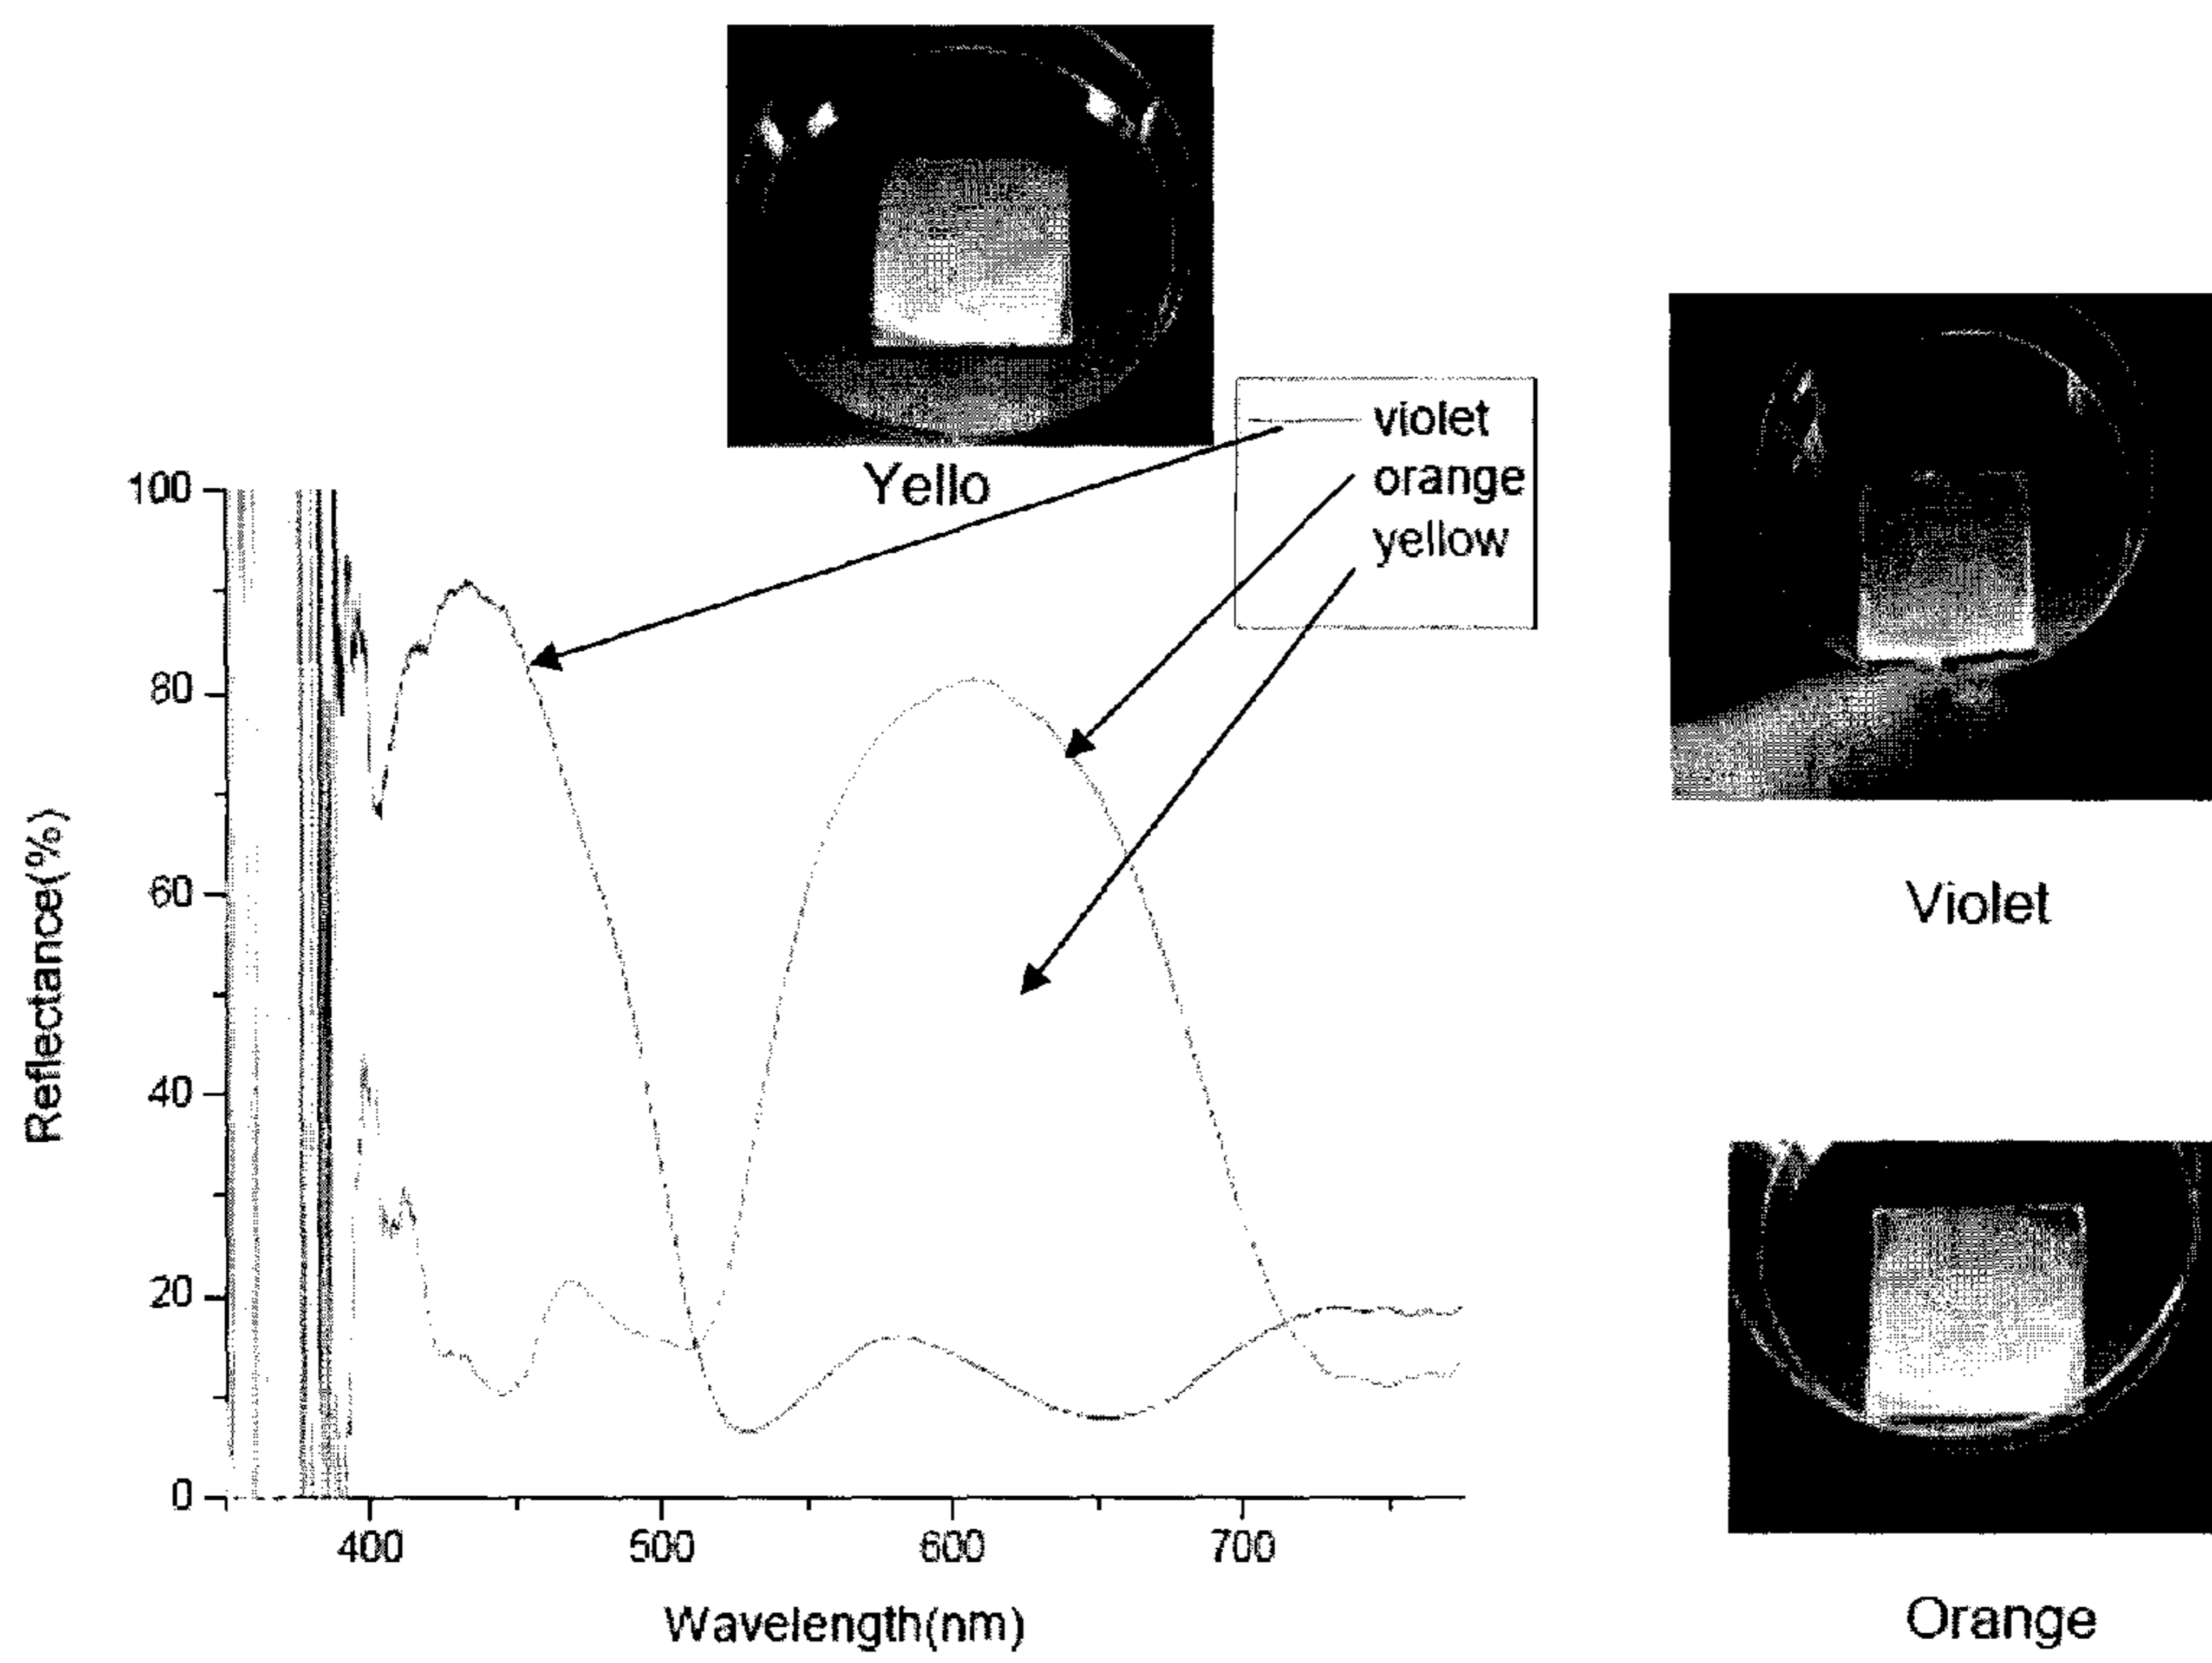 Yello
violet
orange
yellow
100
80
60
40
20
0
Reflectance(%)
400 500 600 700
Wavelength(nm)
Violet
Orange